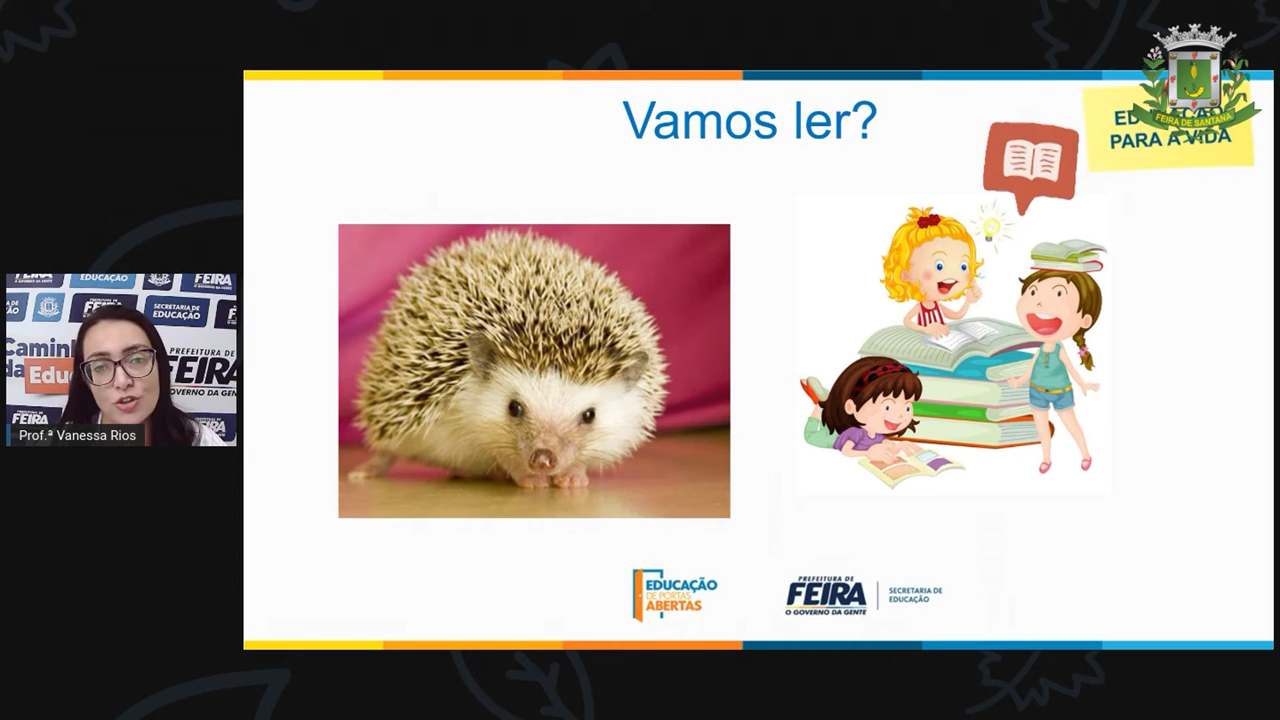 Vamos ler?
FEIRA DE SANTANA
PARA A VIDA
EDUCAÇÃO
FEIRA
SECRETARIA DE
EDUCAÇÃO
PREFEITURA DE
FEIRA
GOVERNO DA GENTE
FEIRA
Prof.ª Vanessa Rios
EDUCAÇÃO
DE PORTAS
ABERTAS
PREFEITURA DE
FEIRA
O GOVERNO DA GENTE
SECRETARIA DE
EDUCAÇÃO